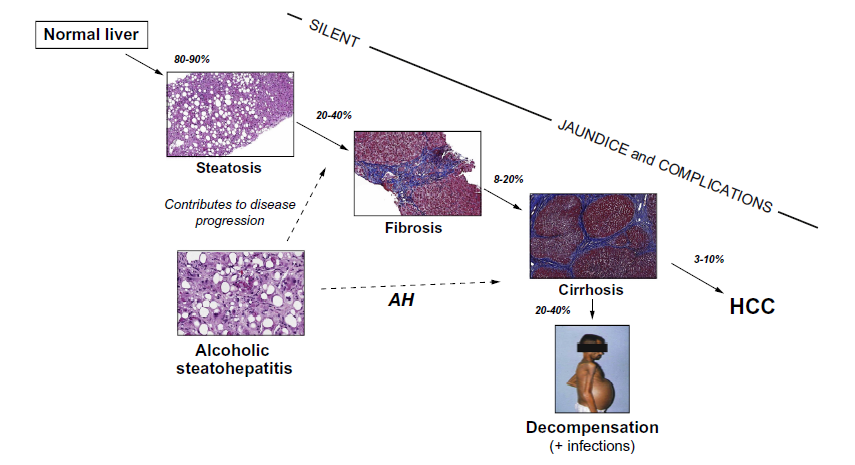 Normal liver
80-90%
Steatosis
20-40%
Fibrosis
8-20%
Cirrhosis
3-10%
HCC
20-40%
Decompensation
(+ infections)
Contributes to disease
progression
Alcoholic
steatohepatitis
AH
SILENT
JAUNDICE and COMPLICATIONS